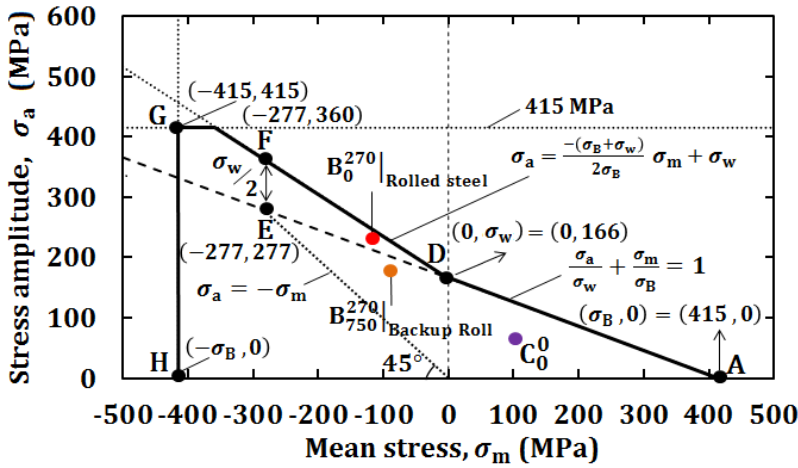 600
500
400
300
200
100
0
Stress amplitude, σa (MPa)
(−415, 415)
G
(−277, 360)
415 MPa
F
σw/2
B₀²⁷⁰|Rolled steel
σa = −(σB+σw)/2σB σm + σw
E
D
(0, σw) = (0, 166)
(−277, 277)
σa/σw + σm/σB = 1
σa = −σm
B₇₅₀²⁷⁰|Backup Roll
(σB, 0) = (415, 0)
C₀⁰
H
(−σB, 0)
45°
A
-500 -400 -300 -200 -100 0 100 200 300 400 500
Mean stress, σm (MPa)